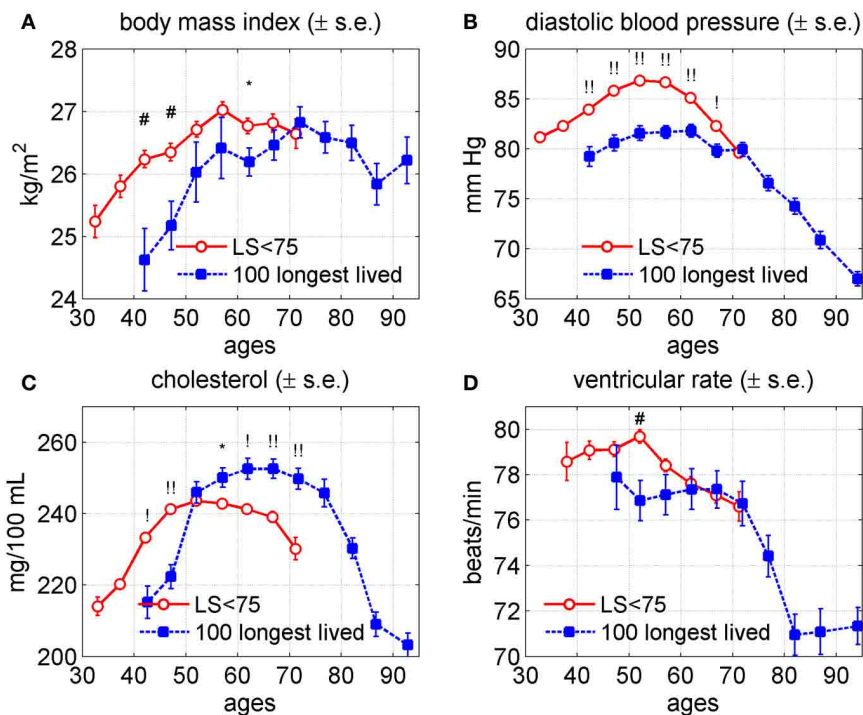 A
body mass index (± s.e.)
27
28
27
26
25
24
kg/m²
# # *
LS<75
100 longest lived
30 40 50 60 70 80 90
ages
B
diastolic blood pressure (± s.e.)
90
85
80
75
70
65
mm Hg
!! !! !! !! !! !
LS<75
100 longest lived
30 40 50 60 70 80 90
ages
C
cholesterol (± s.e.)
260
240
220
200
mg/100 mL
! !! * ! !! !!
LS<75
100 longest lived
30 40 50 60 70 80 90
ages
D
ventricular rate (± s.e.)
80
78
76
74
72
70
beats/min
#
LS<75
100 longest lived
30 40 50 60 70 80 90
ages